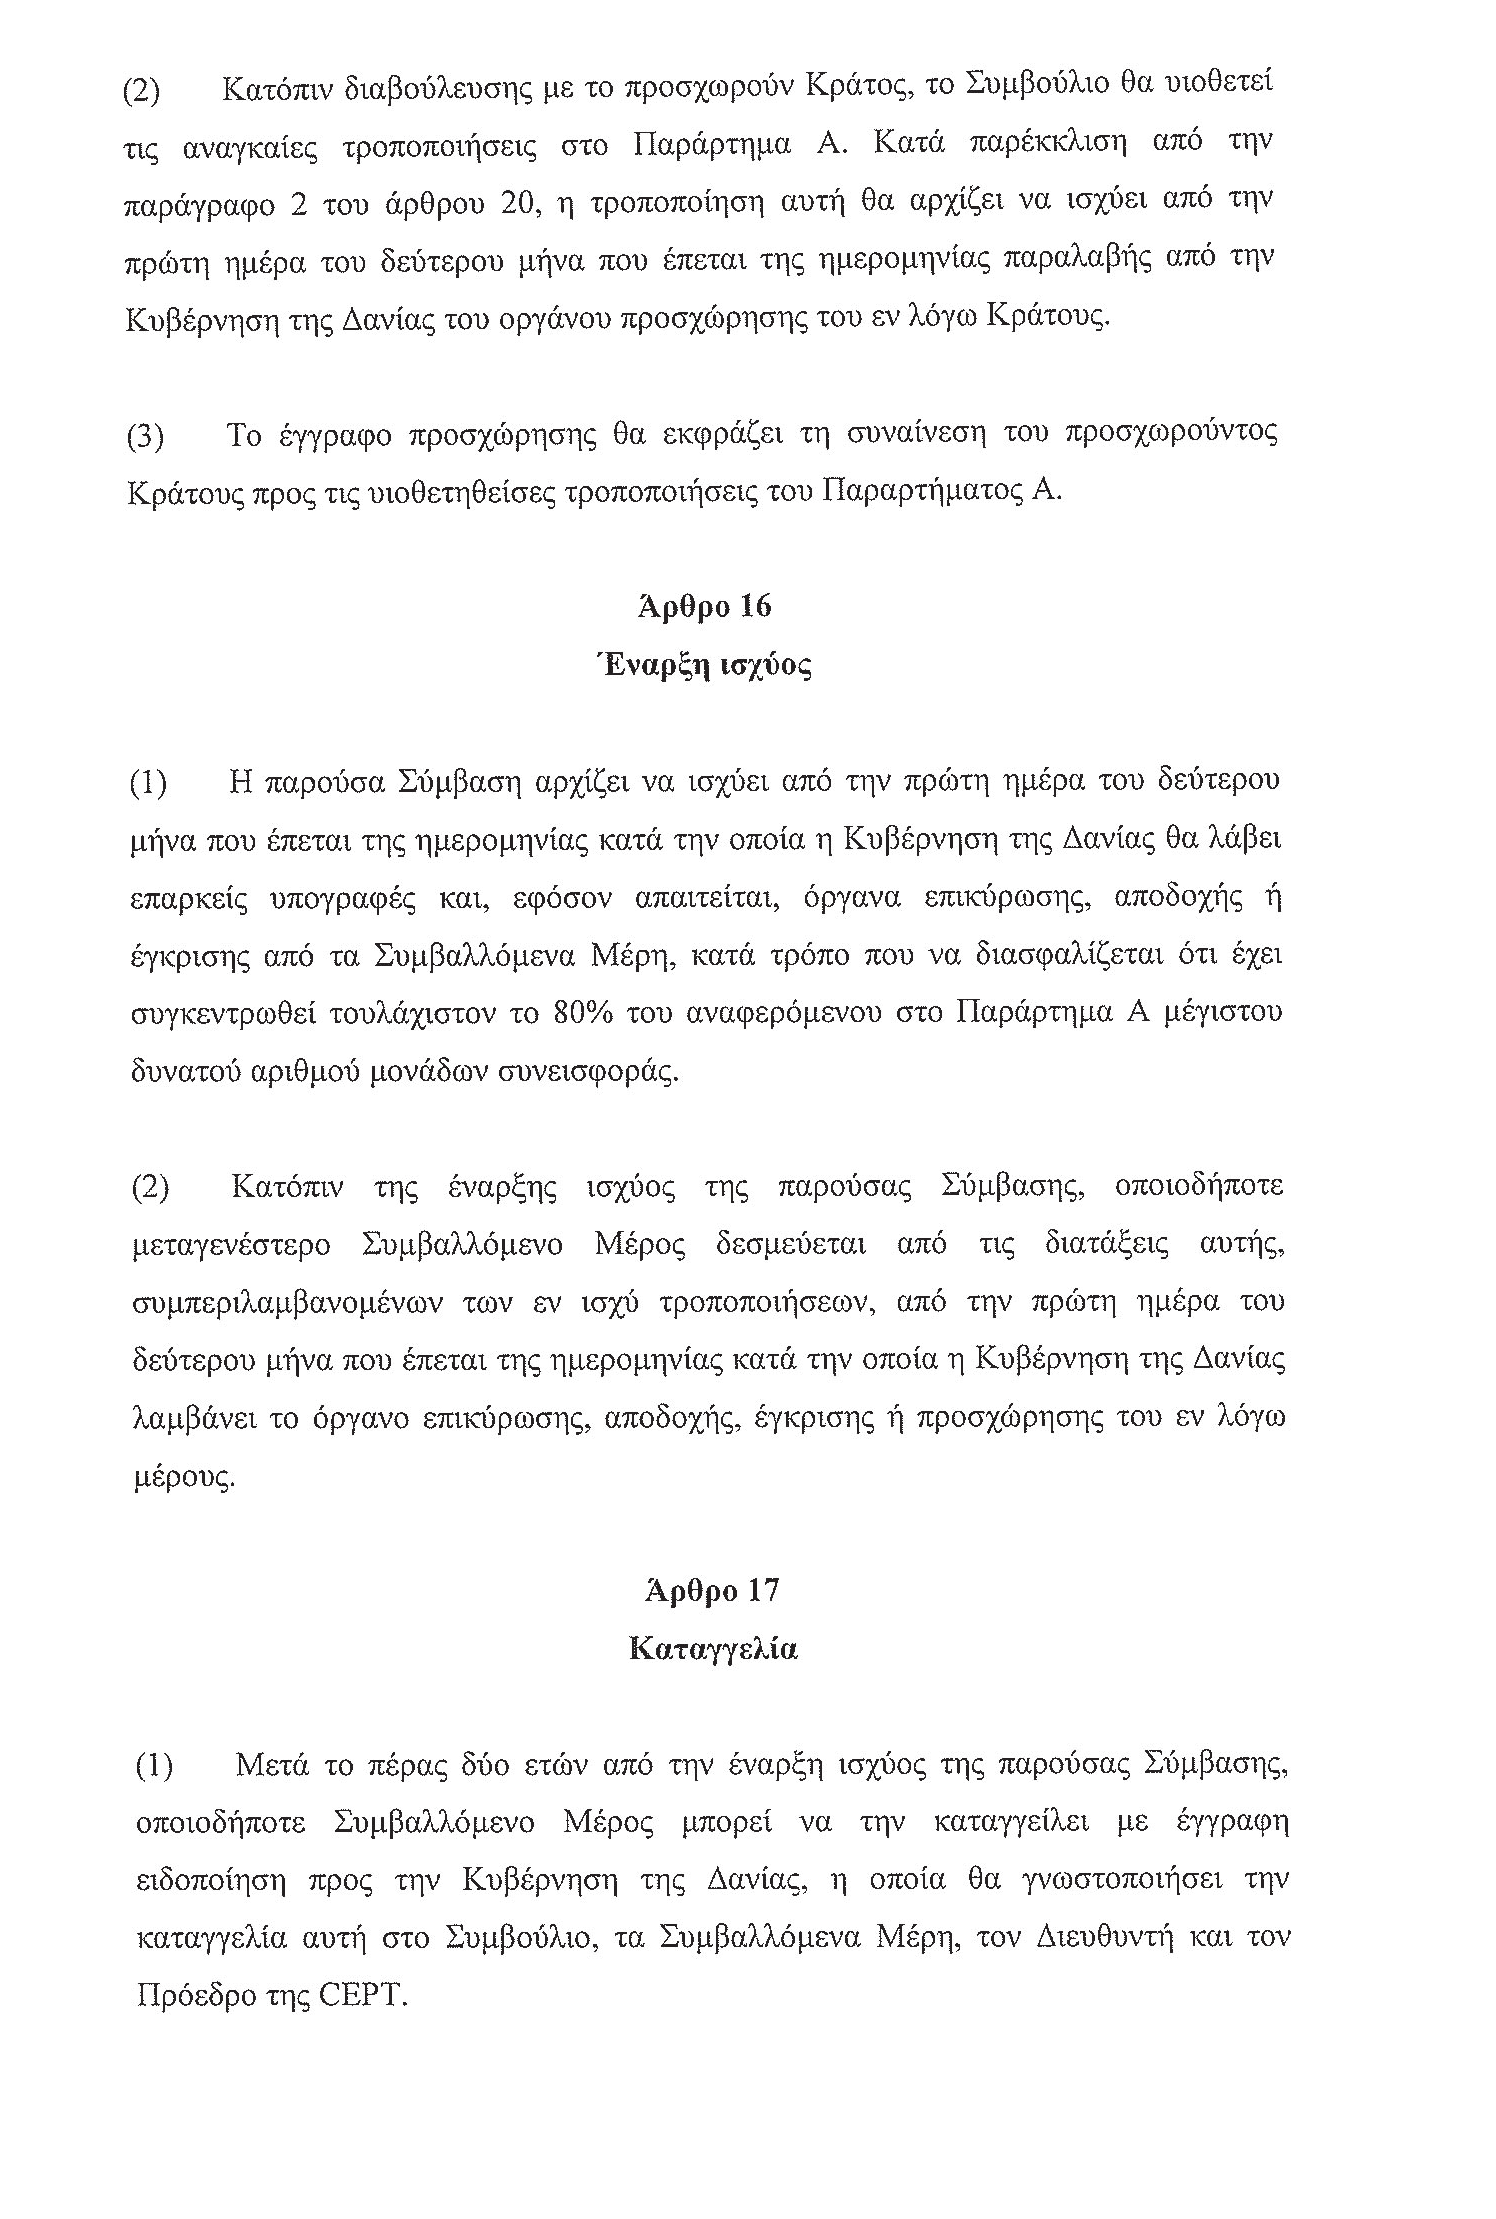 (2) Κατόπιν διαβούλευσης με το προσχωρούν Κράτος, το Συμβούλιο θα υιοθετεί
τις αναγκαίες τροποποιήσεις στο Παράρτημα Α. Κατά παρέκκλιση από την
παράγραφο 2 του άρθρου 20, η τροποποίηση αυτή θα αρχίζει να ισχύει από την
πρώτη ημέρα του δεύτερου μήνα που έπεται της ημερομηνίας παραλαβής από την
Κυβέρνηση της Δανίας του οργάνου προσχώρησης του εν λόγω Κράτους.
(3) Το έγγραφο προσχώρησης θα εκφράζει τη συναίνεση του προσχωρούντος
Κράτους προς τις υιοθετηθείσες τροποποιήσεις του Παραρτήματος Α.
Άρθρο 16
Έναρξη ισχύος
(1) Η παρούσα Σύμβαση αρχίζει να ισχύει από την πρώτη ημέρα του δεύτερου
μήνα που έπεται της ημερομηνίας κατά την οποία η Κυβέρνηση της Δανίας θα λάβει
επαρκείς υπογραφές και, εφόσον απαιτείται, όργανα επικύρωσης, αποδοχής ή
έγκρισης από τα Συμβαλλόμενα Μέρη, κατά τρόπο που να διασφαλίζεται ότι έχει
συγκεντρωθεί τουλάχιστον το 80% του αναφερόμενου στο Παράρτημα Α μέγιστου
δυνατού αριθμού μονάδων συνεισφοράς.
(2) Κατόπιν της έναρξης ισχύος της παρούσας Σύμβασης, οποιοδήποτε
μεταγενέστερο Συμβαλλόμενο Μέρος δεσμεύεται από τις διατάξεις αυτής,
συμπεριλαμβανομένων των εν ισχύ τροποποιήσεων, από την πρώτη ημέρα του
δεύτερου μήνα που έπεται της ημερομηνίας κατά την οποία η Κυβέρνηση της Δανίας
λαμβάνει το όργανο επικύρωσης, αποδοχής, έγκρισης ή προσχώρησης του εν λόγω
μέρους.
Άρθρο 17
Καταγγελία
(1) Μετά το πέρας δύο ετών από την έναρξη ισχύος της παρούσας Σύμβασης,
οποιοδήποτε Συμβαλλόμενο Μέρος μπορεί να την καταγγείλει με έγγραφη
ειδοποίηση προς την Κυβέρνηση της Δανίας, η οποία θα γνωστοποιήσει την
καταγγελία αυτή στο Συμβούλιο, τα Συμβαλλόμενα Μέρη, τον Διευθυντή και τον
Πρόεδρο της CEPT.